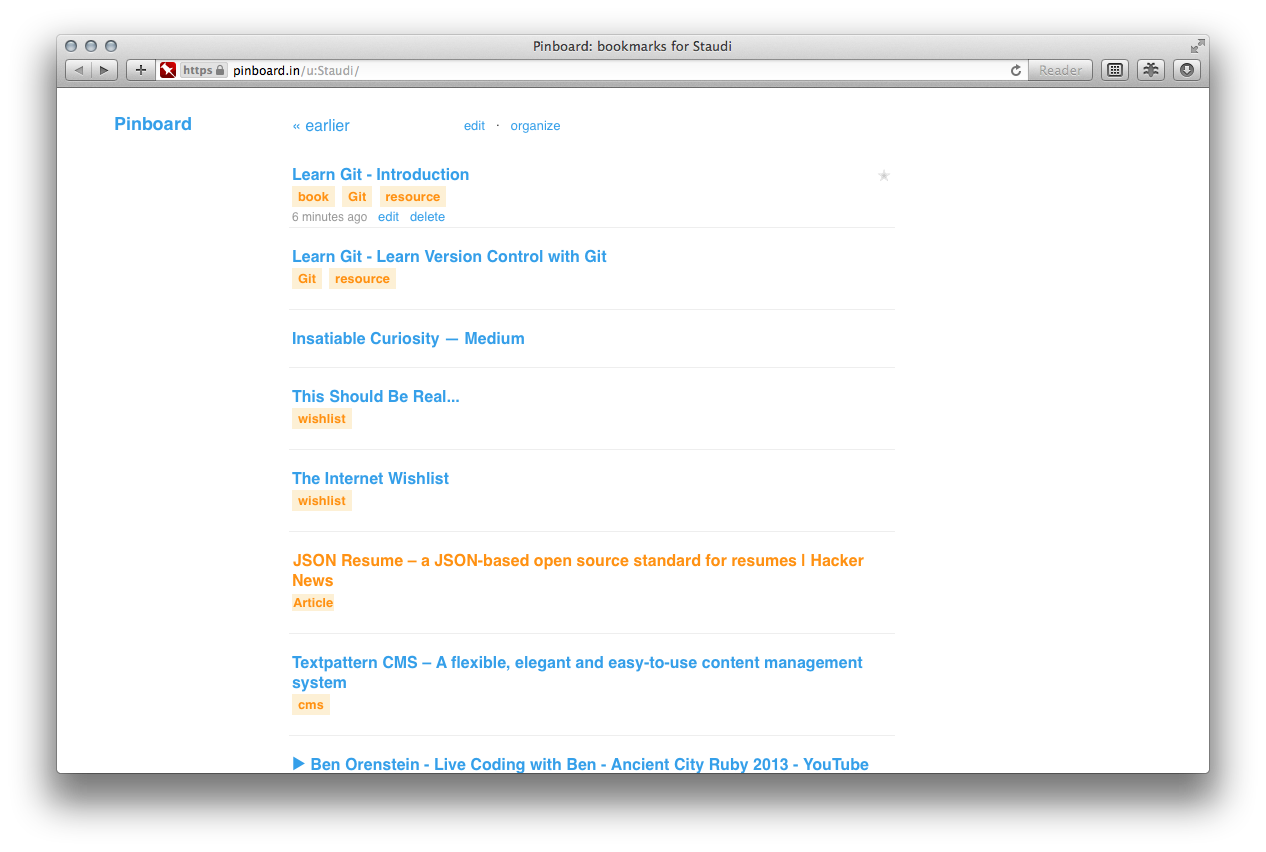 Pinboard: bookmarks for Staudi
https pinboard.in/u:Staudi/ Reader
Pinboard « earlier edit · organize
Learn Git - Introduction
book Git resource
6 minutes ago edit delete
Learn Git - Learn Version Control with Git
Git resource
Insatiable Curiosity — Medium
This Should Be Real...
wishlist
The Internet Wishlist
wishlist
JSON Resume – a JSON-based open source standard for resumes | Hacker
News
Article
Textpattern CMS – A flexible, elegant and easy-to-use content management
system
cms
▶ Ben Orenstein - Live Coding with Ben - Ancient City Ruby 2013 - YouTube